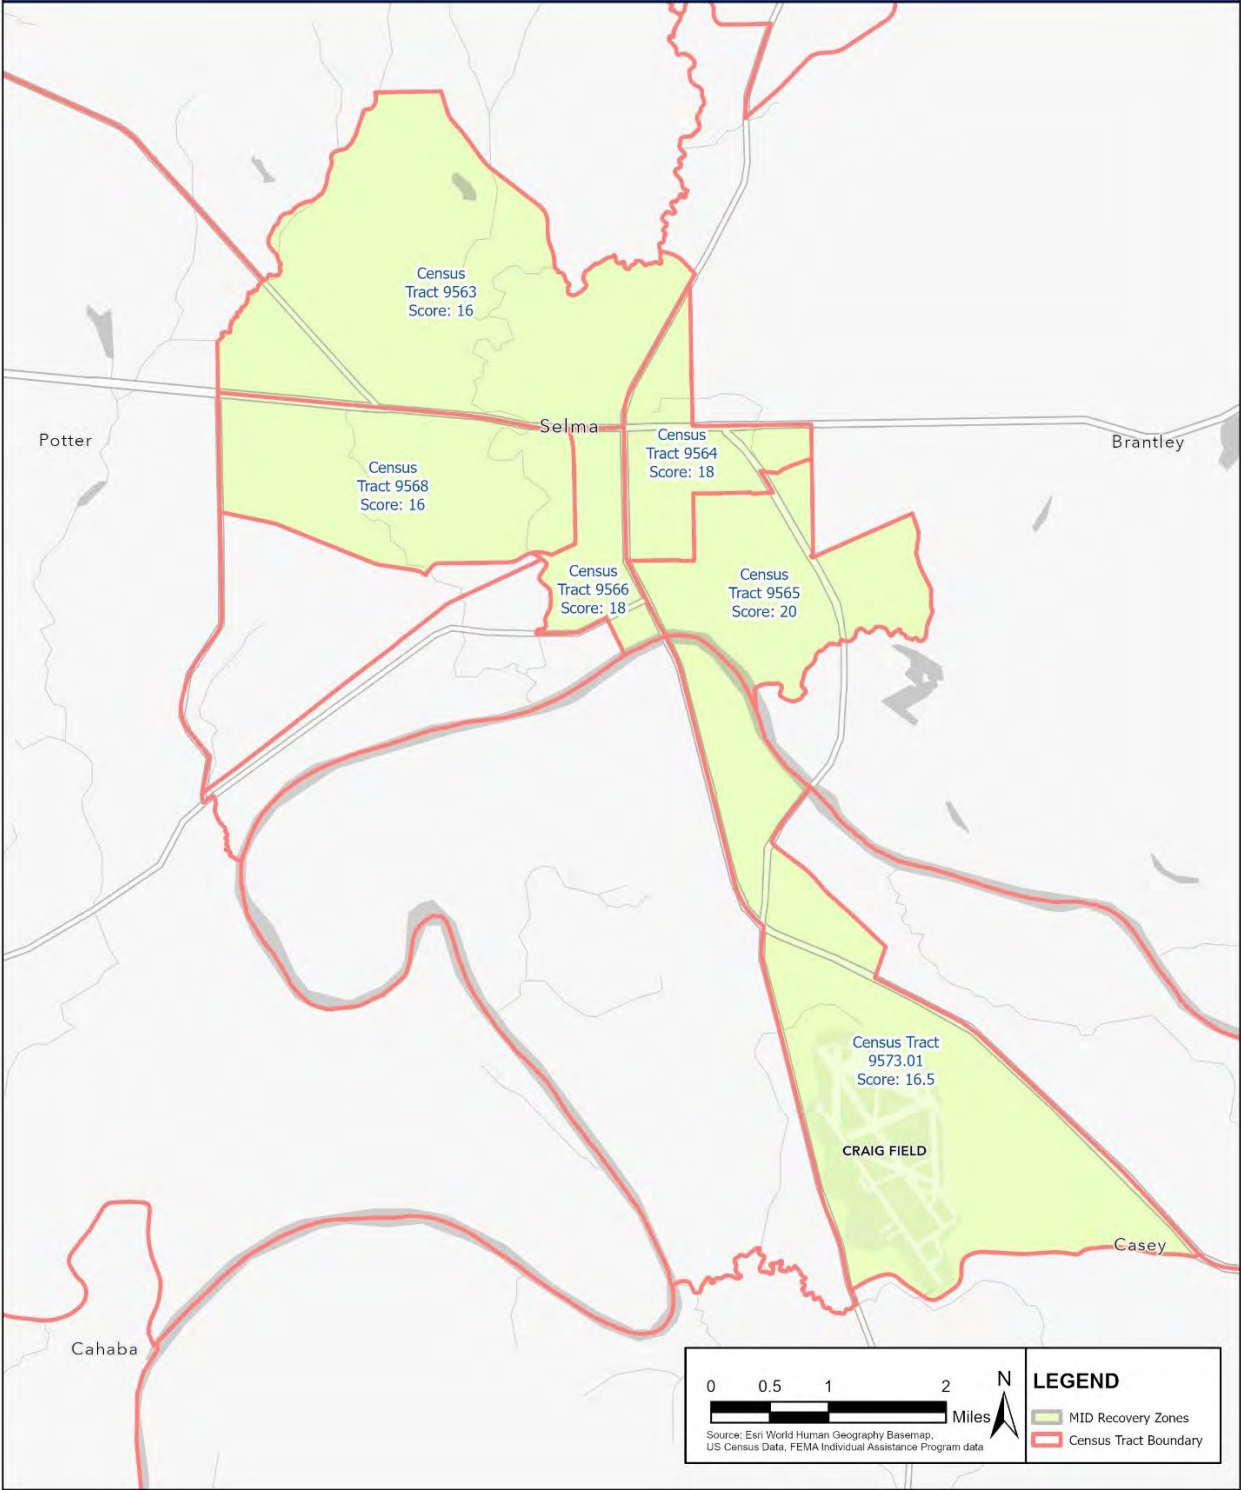 Census
Tract 9563
Score: 16
Selma
Potter
Census
Tract 9564
Score: 18
Brantley
Census
Tract 9568
Score: 16
Census
Tract 9566
Score: 18
Census
Tract 9565
Score: 20
Census Tract
9573.01
Score: 16.5
CRAIG FIELD
Casey
Cahaba
0 0.5 1 2
Miles
N
Source: Esri World Human Geography Basemap,
US Census Data, FEMA Individual Assistance Program data
LEGEND
MID Recovery Zones
Census Tract Boundary